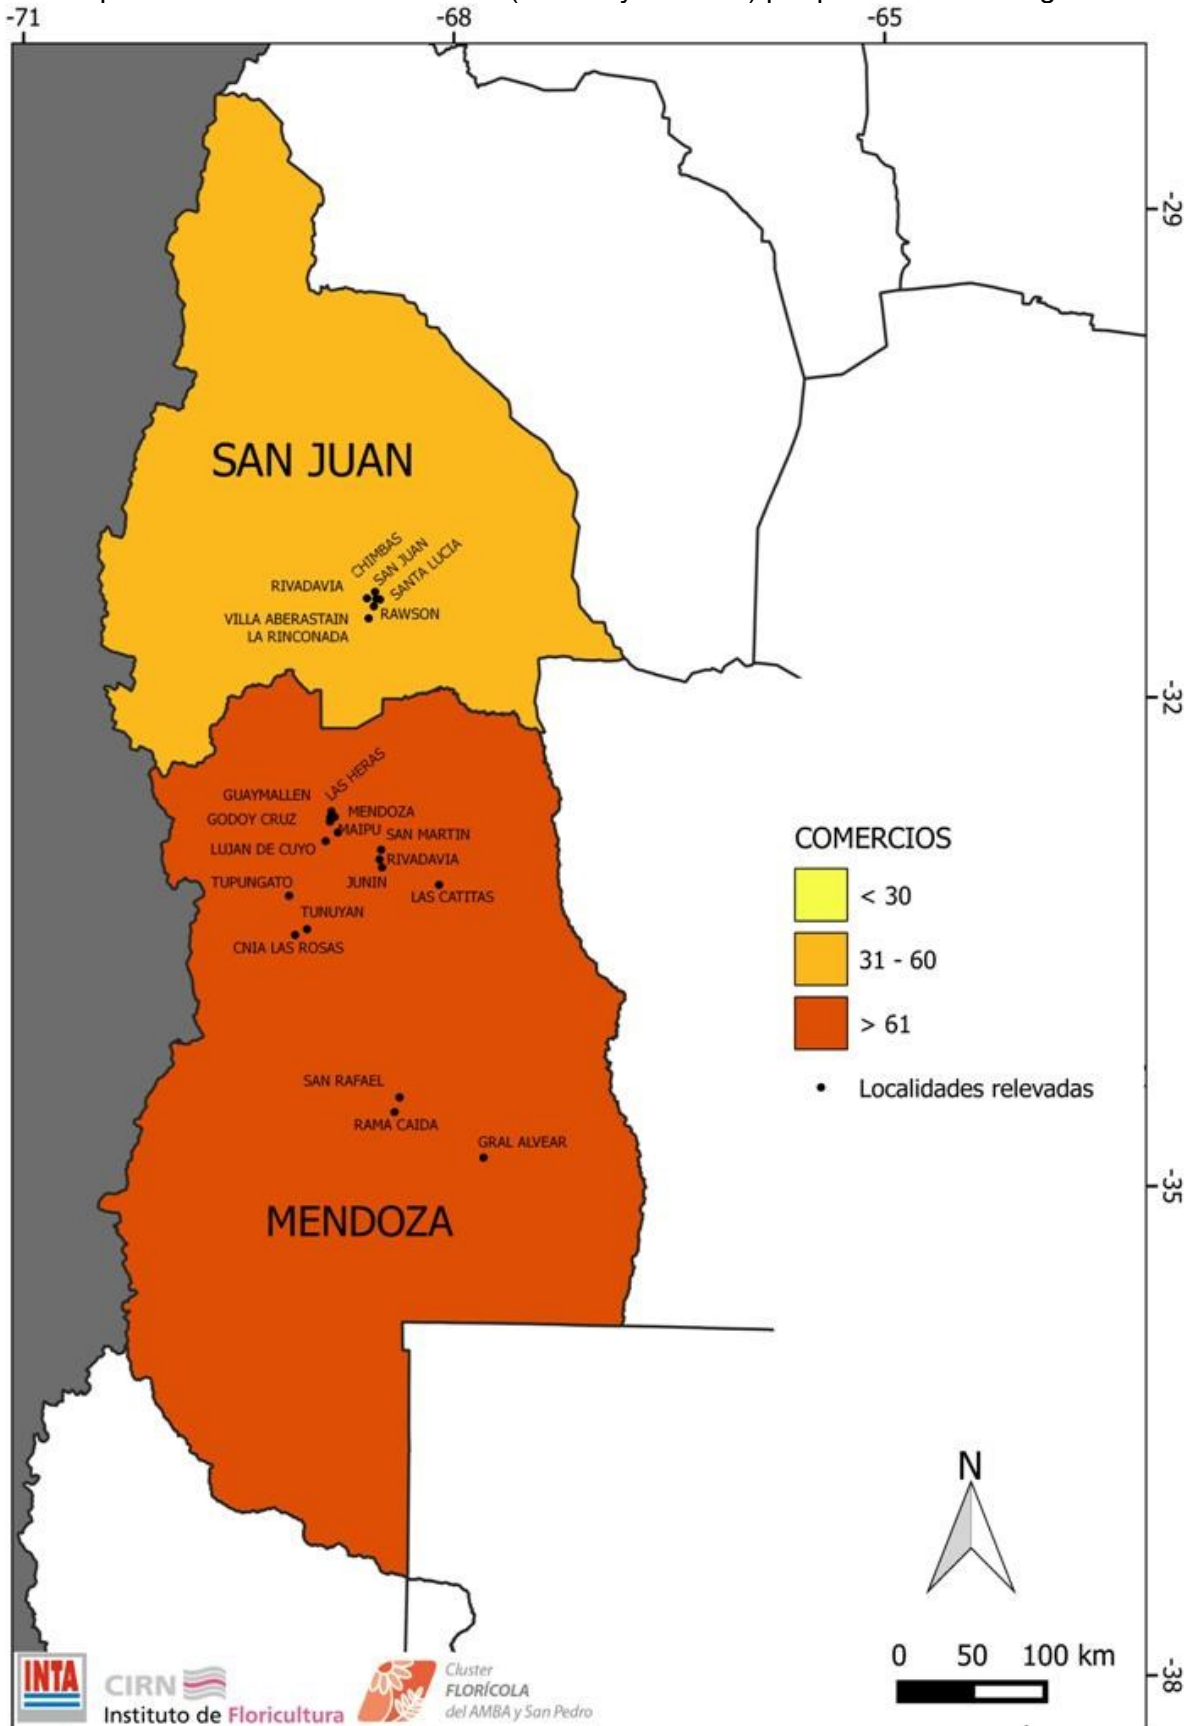 -71
-68
-65
-29
SAN JUAN
CHIMBAS
SAN JUAN
SANTA LUCIA
RIVADAVIA
RAWSON
VILLA ABERASTAIN
LA RINCONADA
-32
LAS HERAS
GUAYMALLEN
MENDOZA
GODOY CRUZ
MAIPU
SAN MARTIN
LUJAN DE CUYO
RIVADAVIA
TUPUNGATO
JUNIN
LAS CATITAS
TUNUYAN
CNIA LAS ROSAS
COMERCIOS
< 30
31 - 60
> 61
Localidades relevadas
SAN RAFAEL
RAMA CAIDA
GRAL ALVEAR
-35
MENDOZA
N
0 50 100 km
-38
INTA
CIRN
Instituto de Floricultura
Cluster
FLORÍCOLA
del AMBA y San Pedro